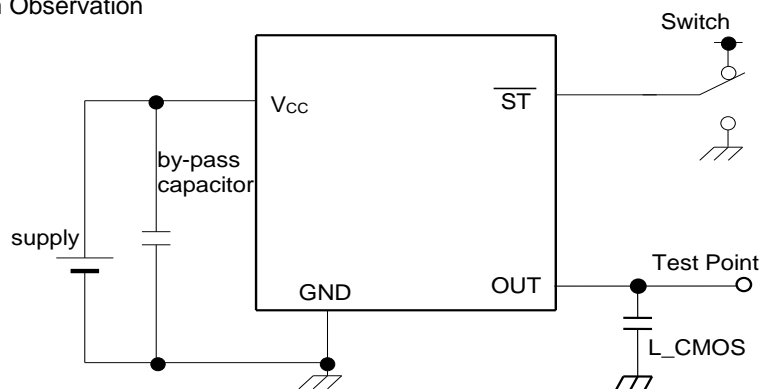 Observation
Switch
VCC
ST
by-pass
capacitor
supply
Test Point
GND
OUT
L_CMOS